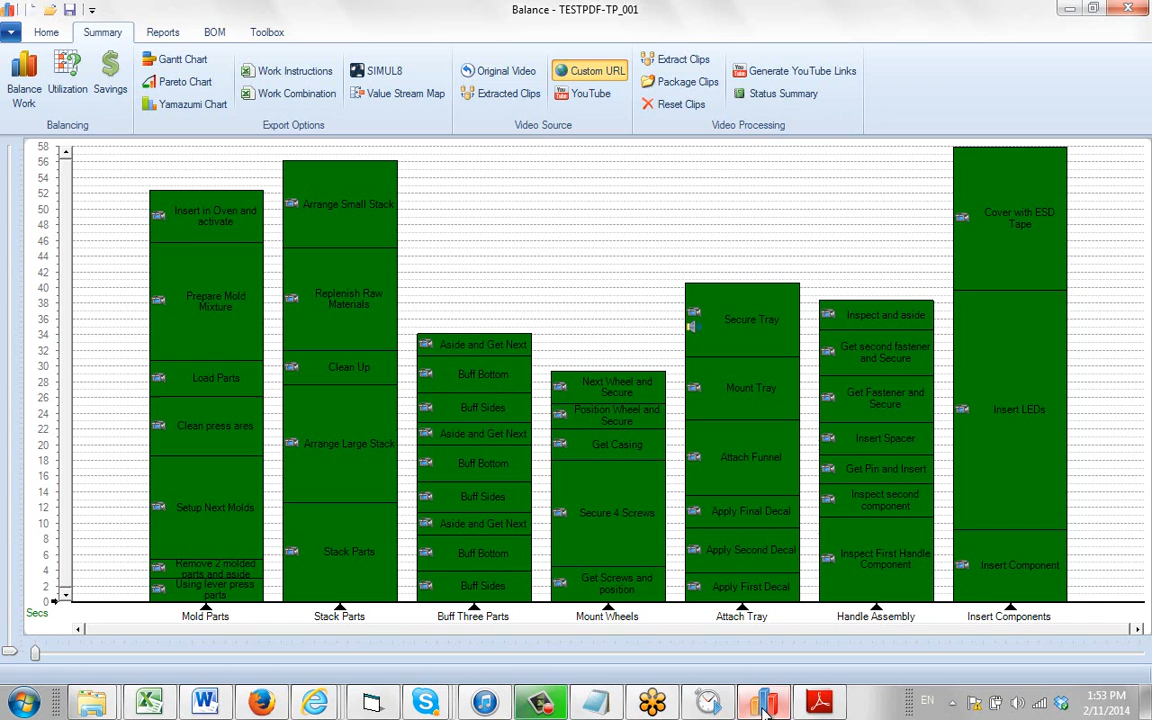 Balance - TESTPDF-TP_001
Home Summary Reports BOM Toolbox
Balance Work
Utilization
Savings
Balancing
Gantt Chart
Pareto Chart
Yamazumi Chart
Work Instructions
Work Combination
SIMUL8
Value Stream Map
Export Options
Original Video
Extracted Clips
Custom URL
YouTube
Video Source
Extract Clips
Package Clips
Reset Clips
Generate YouTube Links
Status Summary
Video Processing
58
56
54
52
50
48
46
44
42
40
38
36
34
32
30
28
26
24
22
20
18
16
14
12
10
8
6
4
2
0
Secs
Insert in Oven and
activate
Prepare Mold
Mixture
Load Parts
Clean press ares
Setup Next Molds
Remove 2 molded
parts and aside
Using lever press
parts
Mold Parts
Arrange Small Stack
Replenish Raw
Materials
Clean Up
Arrange Large Stack
Stack Parts
Stack Parts
Aside and Get Next
Buff Bottom
Buff Sides
Aside and Get Next
Buff Bottom
Buff Sides
Aside and Get Next
Buff Bottom
Buff Sides
Buff Three Parts
Next Wheel and
Secure
Position Wheel and
Secure
Get Casing
Secure 4 Screws
Get Screws and
position
Mount Wheels
Secure Tray
Mount Tray
Attach Funnel
Apply Final Decal
Apply Second Decal
Apply First Decal
Attach Tray
Inspect and aside
Get second fastener
and Secure
Get Fastener and
Secure
Insert Spacer
Get Pin and Insert
Inspect second
component
Inspect First Handle
Component
Handle Assembly
Cover with ESD
Tape
Insert LEDs
Insert Component
Insert Components
EN
1:53 PM
2/11/2014